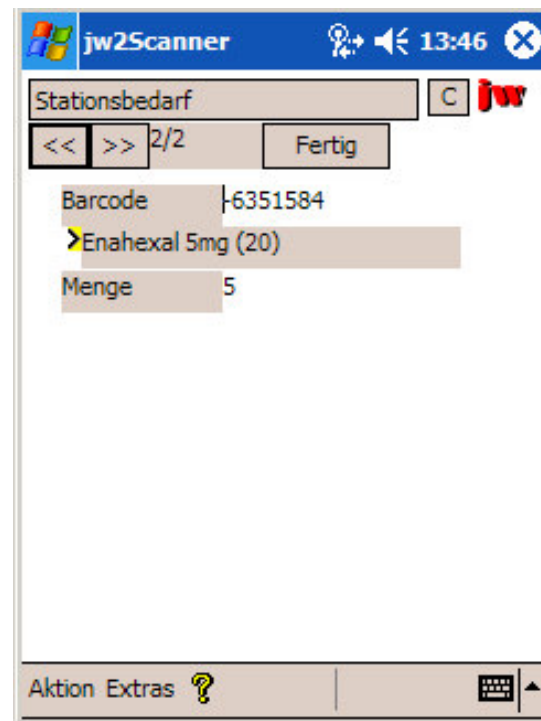 jw2Scanner 13:46
Stationsbedarf C jw
<< >> 2/2 Fertig
Barcode -6351584
Enahexal 5mg (20)
Menge 5
Aktion Extras ?